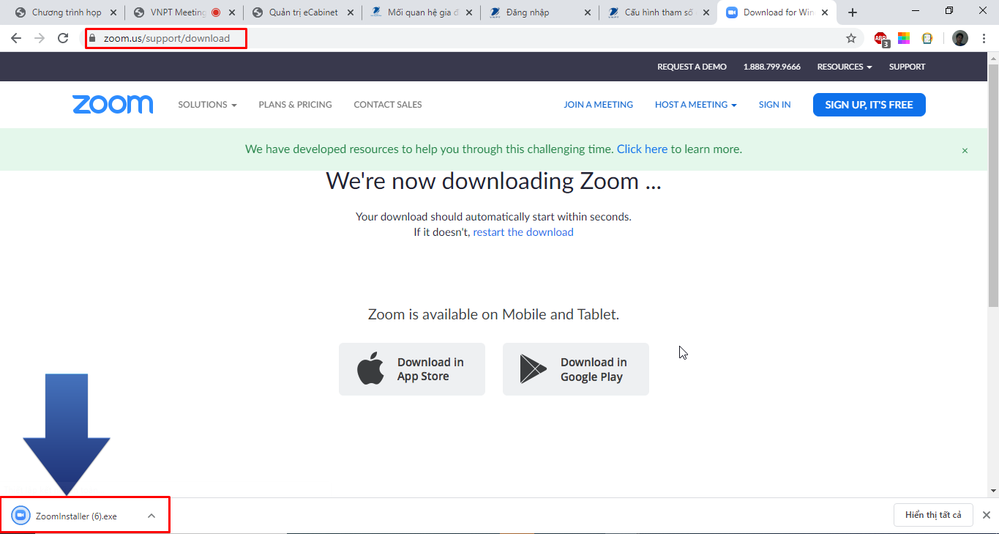 Chương trình họp
VNPT Meeting
Quản trị eCabinet
Mối quan hệ gia đ
Đăng nhập
Cấu hình tham số
Download for Win
zoom.us/support/download
ABP
3
REQUEST A DEMO
1.888.799.9666
RESOURCES
SUPPORT
zoom
SOLUTIONS
PLANS & PRICING
CONTACT SALES
JOIN A MEETING
HOST A MEETING
SIGN IN
SIGN UP, IT'S FREE
We have developed resources to help you through this challenging time. Click here to learn more.
We're now downloading Zoom ...
Your download should automatically start within seconds.
If it doesn't, restart the download
Zoom is available on Mobile and Tablet.
Download in
App Store
Download in
Google Play
ZoomInstaller (6).exe
Hiển thị tất cả